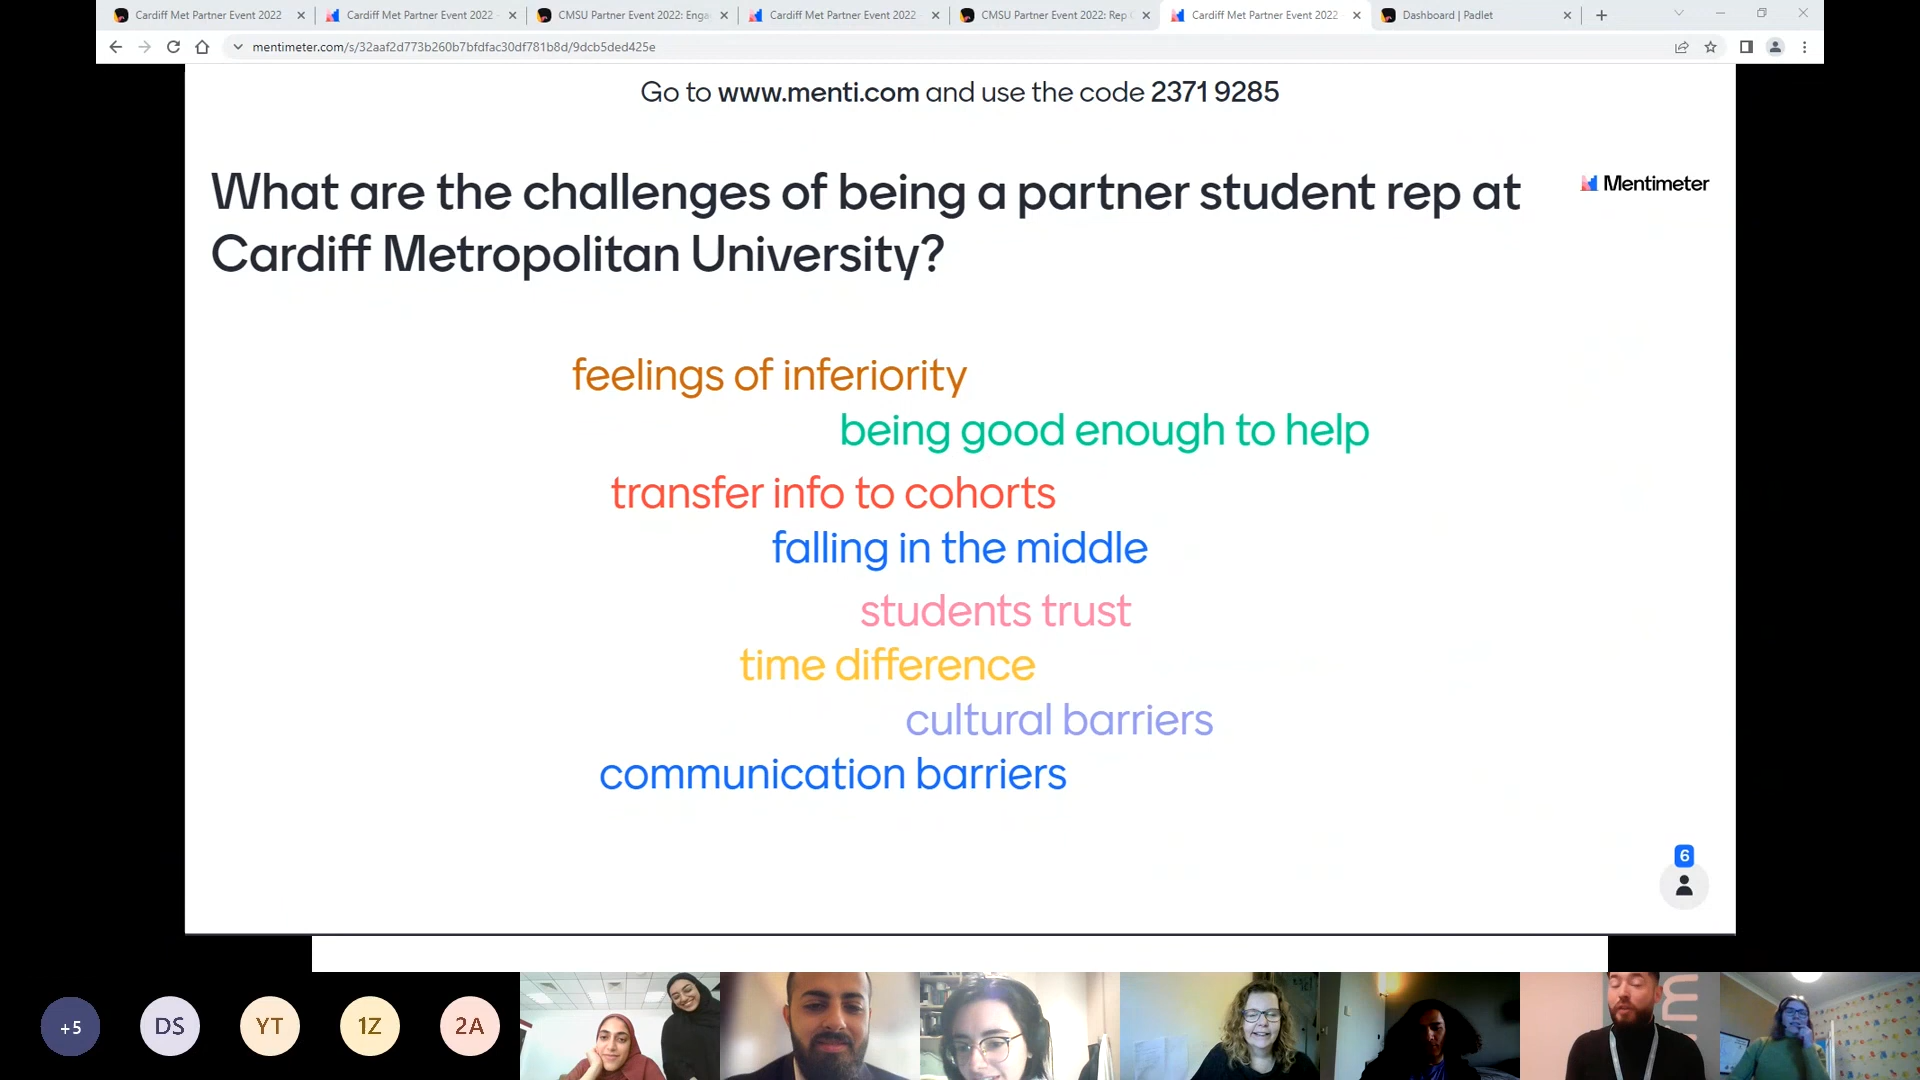 Cardiff Met Partner Event 2022
Cardiff Met Partner Event 2022 -
CMSU Partner Event 2022: Enga
Cardiff Met Partner Event 2022 -
CMSU Partner Event 2022: Rep
Cardiff Met Partner Event 2022
Dashboard | Padlet
mentimeter.com/s/32aaf2d773b260b7bfdfac30df781b8d/9dcb5ded425e
Go to www.menti.com and use the code 2371 9285
What are the challenges of being a partner student rep at
Cardiff Metropolitan University?
Mentimeter
feelings of inferiority
being good enough to help
transfer info to cohorts
falling in the middle
students trust
time difference
cultural barriers
communication barriers
6
+5
DS
YT
1Z
2A